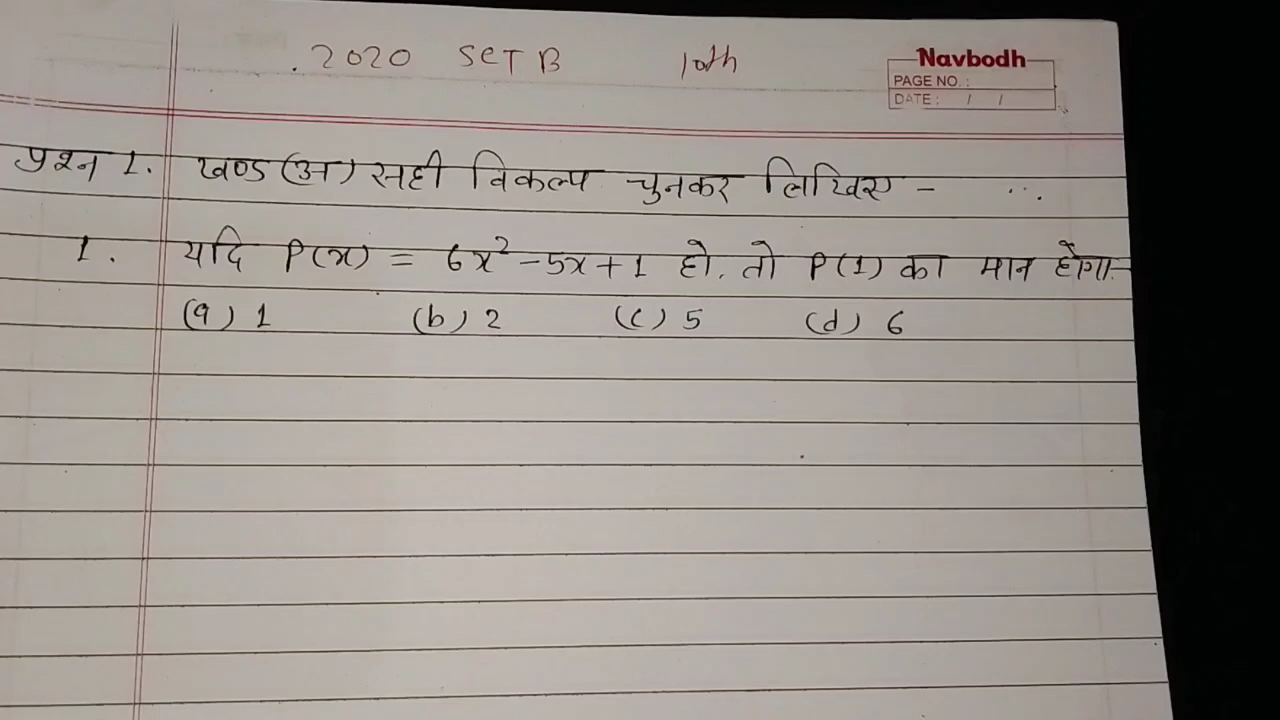 2020 SET B 10th
Navbodh
PAGE NO. :
DATE : / /
प्रश्न 1. खण्ड (अ) सही विकल्प चुनकर लिखिए -
1. यदि P(x) = 6x² - 5x + 1 हो. तो P(1) का मान होगा.
(a) 1 (b) 2 (c) 5 (d) 6